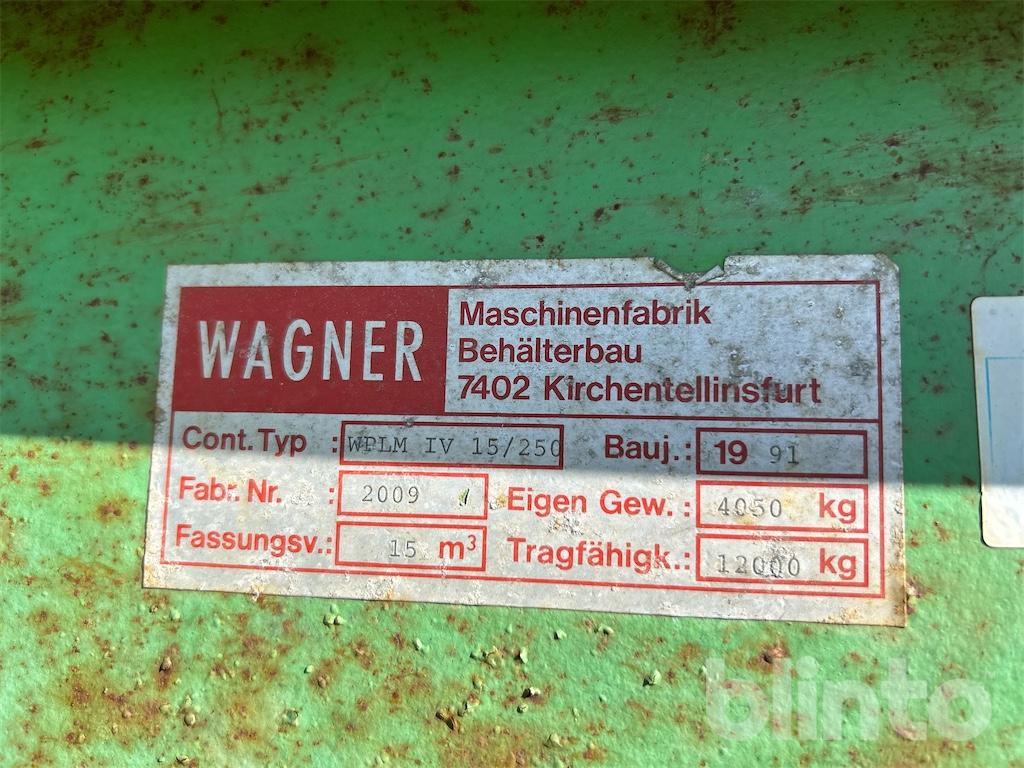 WAGNER
Maschinenfabrik
Behälterbau
7402 Kirchentellinsfurt
Cont. Typ : WPLM IV 15/250 Bauj.: 19 91
Fabr. Nr. : 2009 Eigen Gew.: 4050 kg
Fassungsv.: 15 m³ Tragfähigk.: 12000 kg
blinto